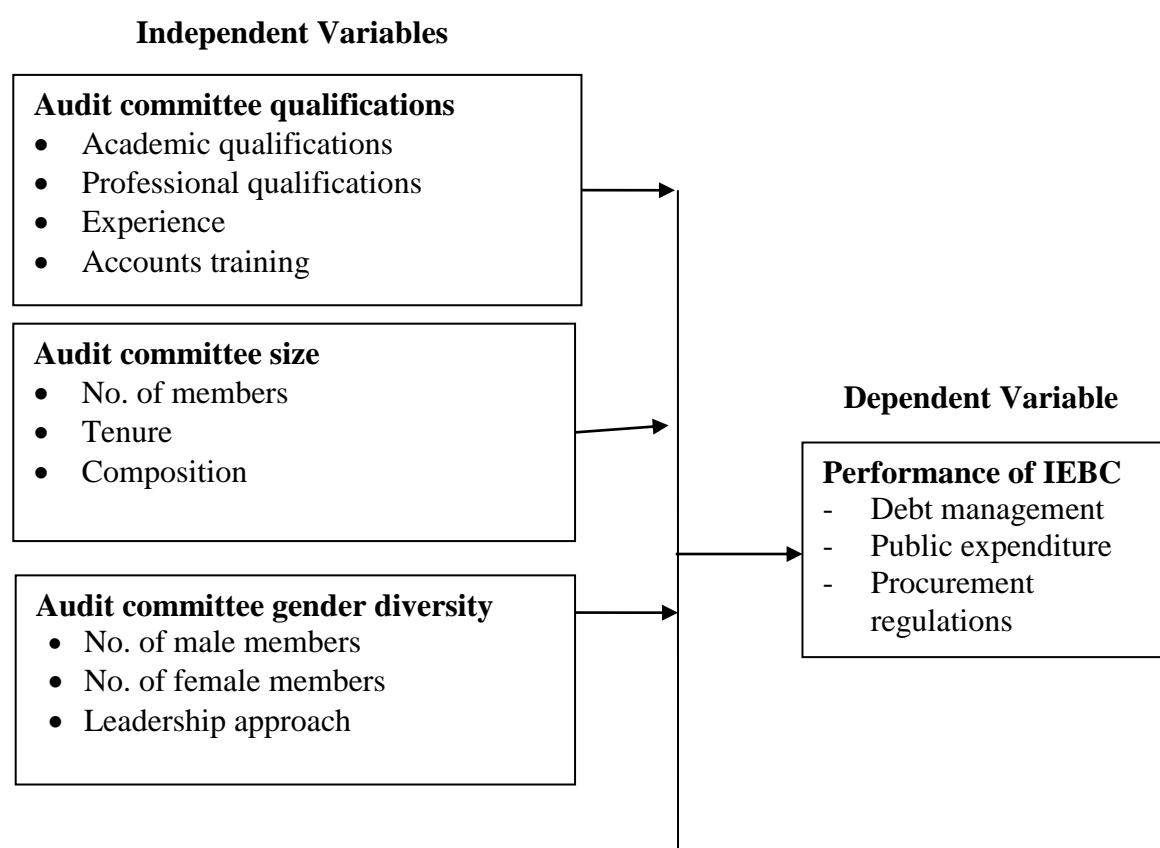 Independent Variables
Audit committee qualifications
• Academic qualifications
• Professional qualifications
• Experience
• Accounts training
Audit committee size
• No. of members
• Tenure
• Composition
Audit committee gender diversity
• No. of male members
• No. of female members
• Leadership approach
Dependent Variable
Performance of IEBC
- Debt management
- Public expenditure
- Procurement
regulations